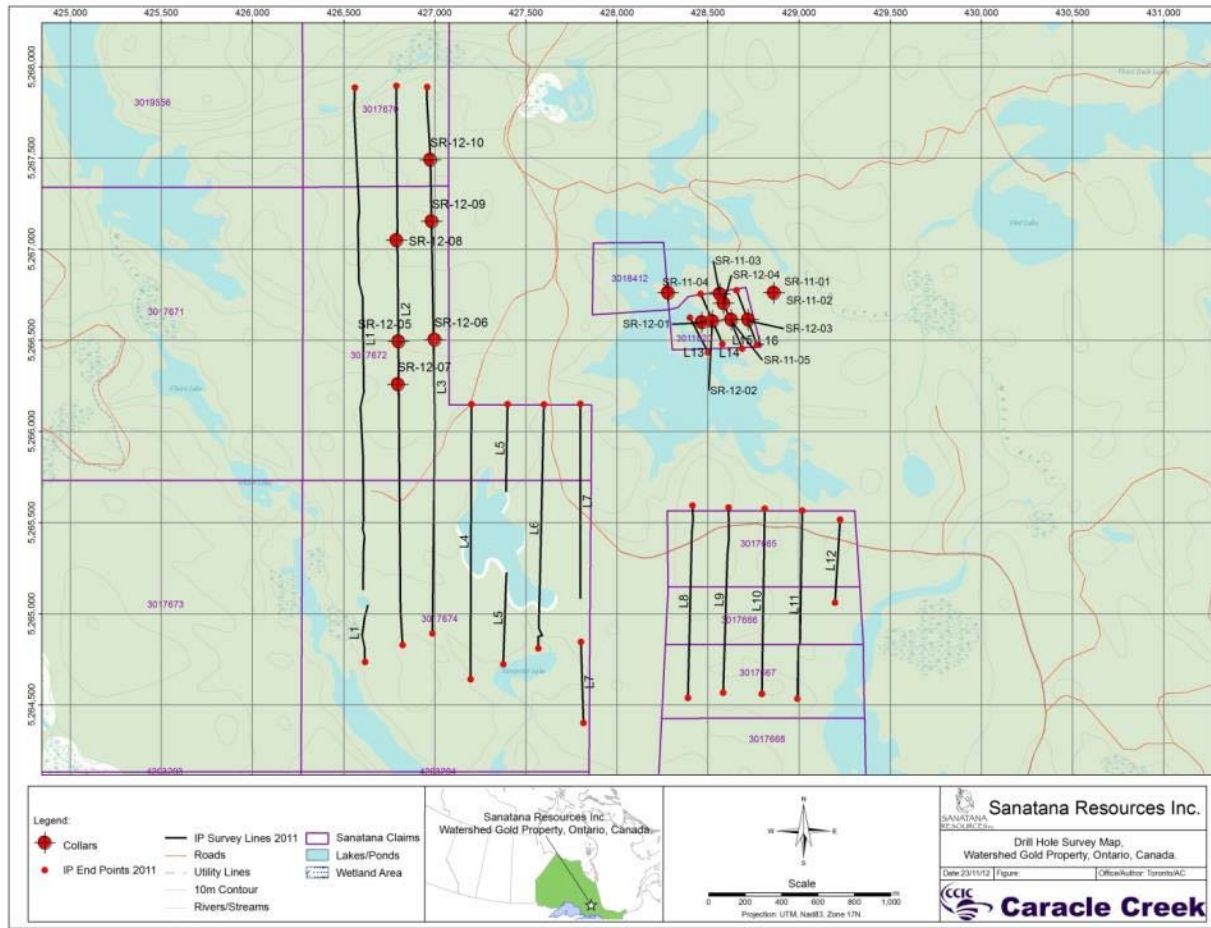 425,000 425,500 426,000 426,500 427,000 427,500 428,000 428,500 429,000 429,500 430,000 430,500 431,000
5,268,000
5,267,500
5,267,000
5,266,500
5,266,000
5,265,500
5,265,000
5,264,500
3019556
3017670
SR-12-10
SR-12-09
SR-12-08
3018412
SR-11-03
SR-12-04
SR-11-04
SR-11-01
SR-11-02
3017671
L2
L1
SR-12-05
SR-12-06
3017672
SR-12-07
L3
SR-12-01
SR-12-03
L13
L14
L15
L16
SR-11-05
SR-12-02
L5
L4
L6
L7
3017665
L12
L8
L9
L10
L11
3017673
L1
3017674
L5
3017666
L7
3017667
3017668
4203203
4203204
Legend:
Collars
IP End Points 2011
IP Survey Lines 2011
Roads
Utility Lines
10m Contour
Rivers/Streams
Sanatana Claims
Lakes/Ponds
Wetland Area
Sanatana Resources Inc.
Watershed Gold Property, Ontario, Canada.
N
W E
S
Scale
0 200 400 600 800 1,000
m
Projection: UTM, Nad83, Zone 17N.
SANATANA
RESOURCES Inc.
Sanatana Resources Inc.
Drill Hole Survey Map,
Watershed Gold Property, Ontario, Canada.
Date:23/11/12 Figure: Office/Author: Toronto/AC
CCIC
Caracle Creek